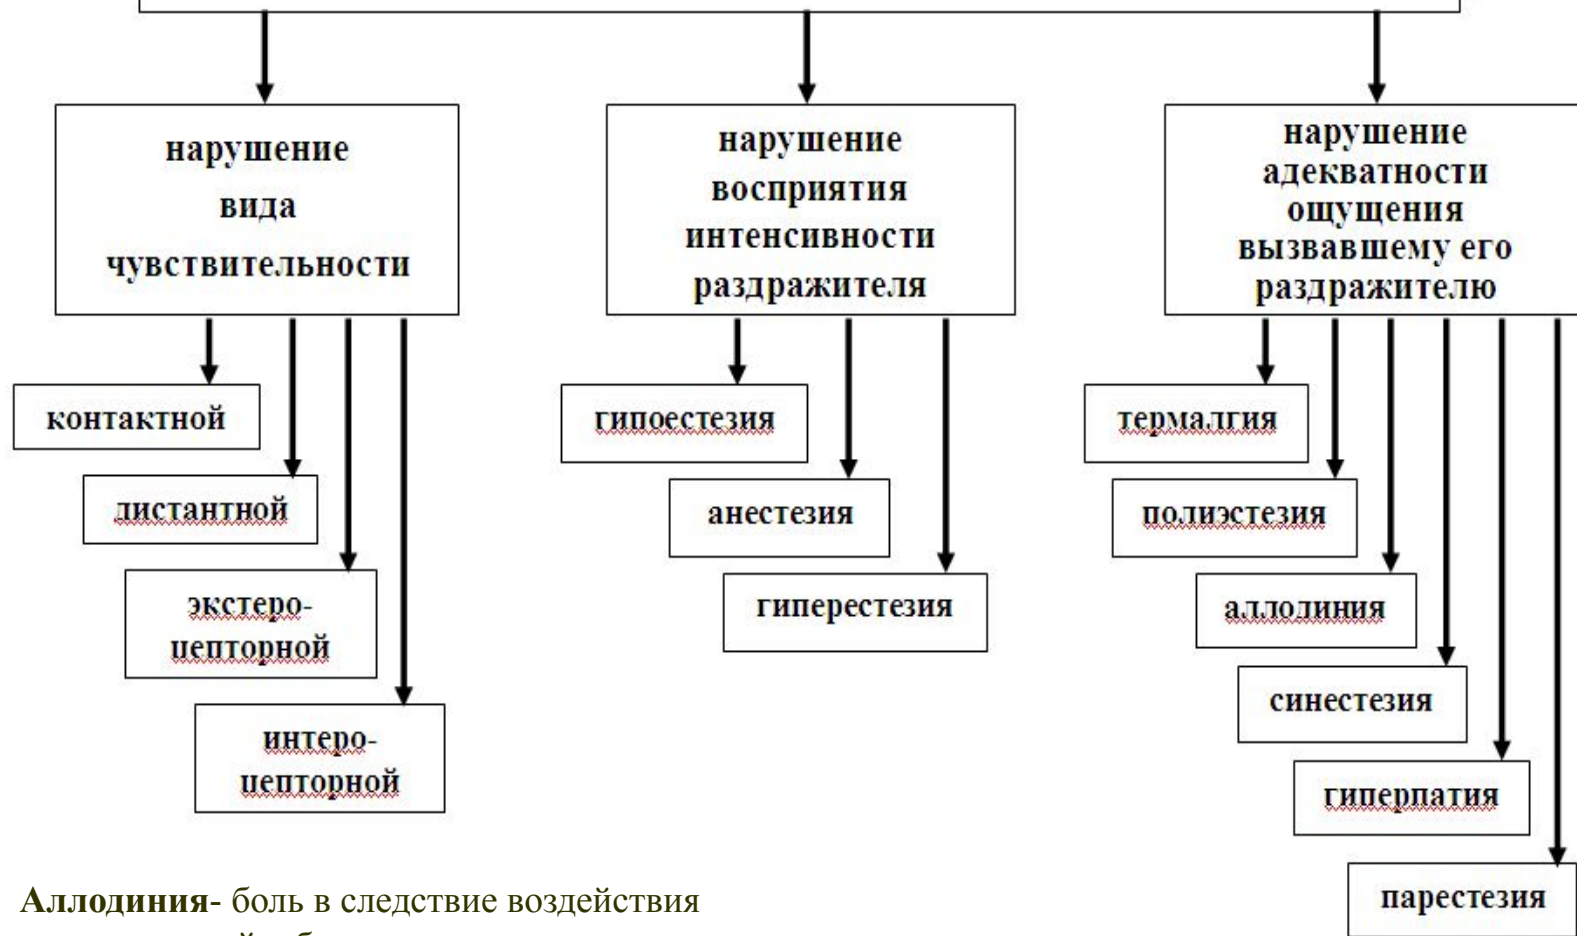 нарушение
вида
чувствительности
контактной
дистантной
экстеро-
цепторной
интеро-
цепторной
нарушение
восприятия
интенсивности
раздражителя
гипоестезия
анестезия
гиперестезия
нарушение
адекватности
ощущения
вызвавшему его
раздражителю
термалгия
полиэстезия
аллодиния
синестезия
гиперпатия
парестезия
Аллодиния- боль в следствие воздействия